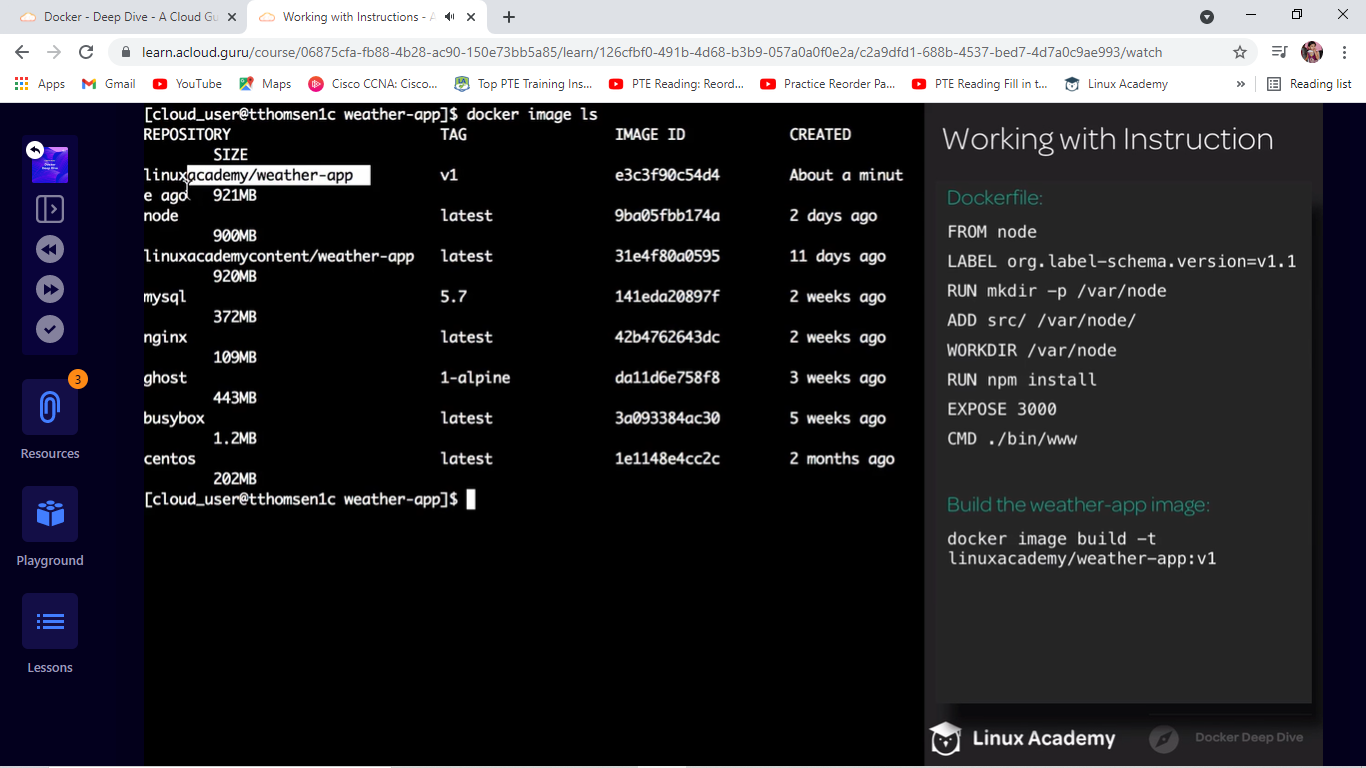 Docker - Deep Dive - A Cloud Gu
Working with Instructions - A
learn.acloud.guru/course/06875cfa-fb88-4b28-ac90-150e73bb5a85/learn/126cfbf0-491b-4d68-b3b9-057a0a0f0e2a/c2a9dfd1-688b-4537-bed7-4d7a0c9ae993/watch
Apps Gmail YouTube Maps Cisco CCNA: Cisco... Top PTE Training Ins... PTE Reading: Reord... Practice Reorder Pa... PTE Reading Fill in t... Linux Academy » Reading list
[cloud_user@tthomsen1c weather-app]$ docker image ls
REPOSITORY TAG IMAGE ID CREATED
SIZE
linuxacademy/weather-app v1 e3c3f90c54d4 About a minut
e ago 921MB
node latest 9ba05fbb174a 2 days ago
900MB
linuxacademycontent/weather-app latest 31e4f80a0595 11 days ago
920MB
mysql 5.7 141eda20897f 2 weeks ago
372MB
nginx latest 42b4762643dc 2 weeks ago
109MB
ghost 1-alpine da11d6e758f8 3 weeks ago
443MB
busybox latest 3a093384ac30 5 weeks ago
1.2MB
centos latest 1e1148e4cc2c 2 months ago
202MB
[cloud_user@tthomsen1c weather-app]$
Docker
Deep Dive
3
Resources
Playground
Lessons
Working with Instruction
Dockerfile:
FROM node
LABEL org.label-schema.version=v1.1
RUN mkdir -p /var/node
ADD src/ /var/node/
WORKDIR /var/node
RUN npm install
EXPOSE 3000
CMD ./bin/www
Build the weather-app image:
docker image build -t
linuxacademy/weather-app:v1
Linux Academy
Docker Deep Dive